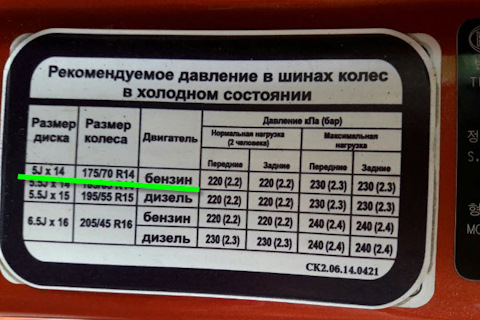 Рекомендуемое давление в шинах колес
в холодном состоянии
Размер диска Размер колеса Двигатель Давление кПа (бар)
Нормальная нагрузка (2 человека) Максимальная нагрузка
Передние Задние Передние Задние
5J x 14 175/70 R14 бензин 220 (2.2) 220 (2.2) 230 (2.3) 230 (2.3)
5.5J x 14
5.5J x 15 195/55 R15 дизель 220 (2.2) 220 (2.2) 230 (2.3) 230 (2.3)
6.5J x 16 205/45 R16 бензин 220 (2.2) 220 (2.2) 240 (2.4) 240 (2.4)
дизель 230 (2.3) 230 (2.3) 240 (2.4) 240 (2.4)
СК2.06.14.0421